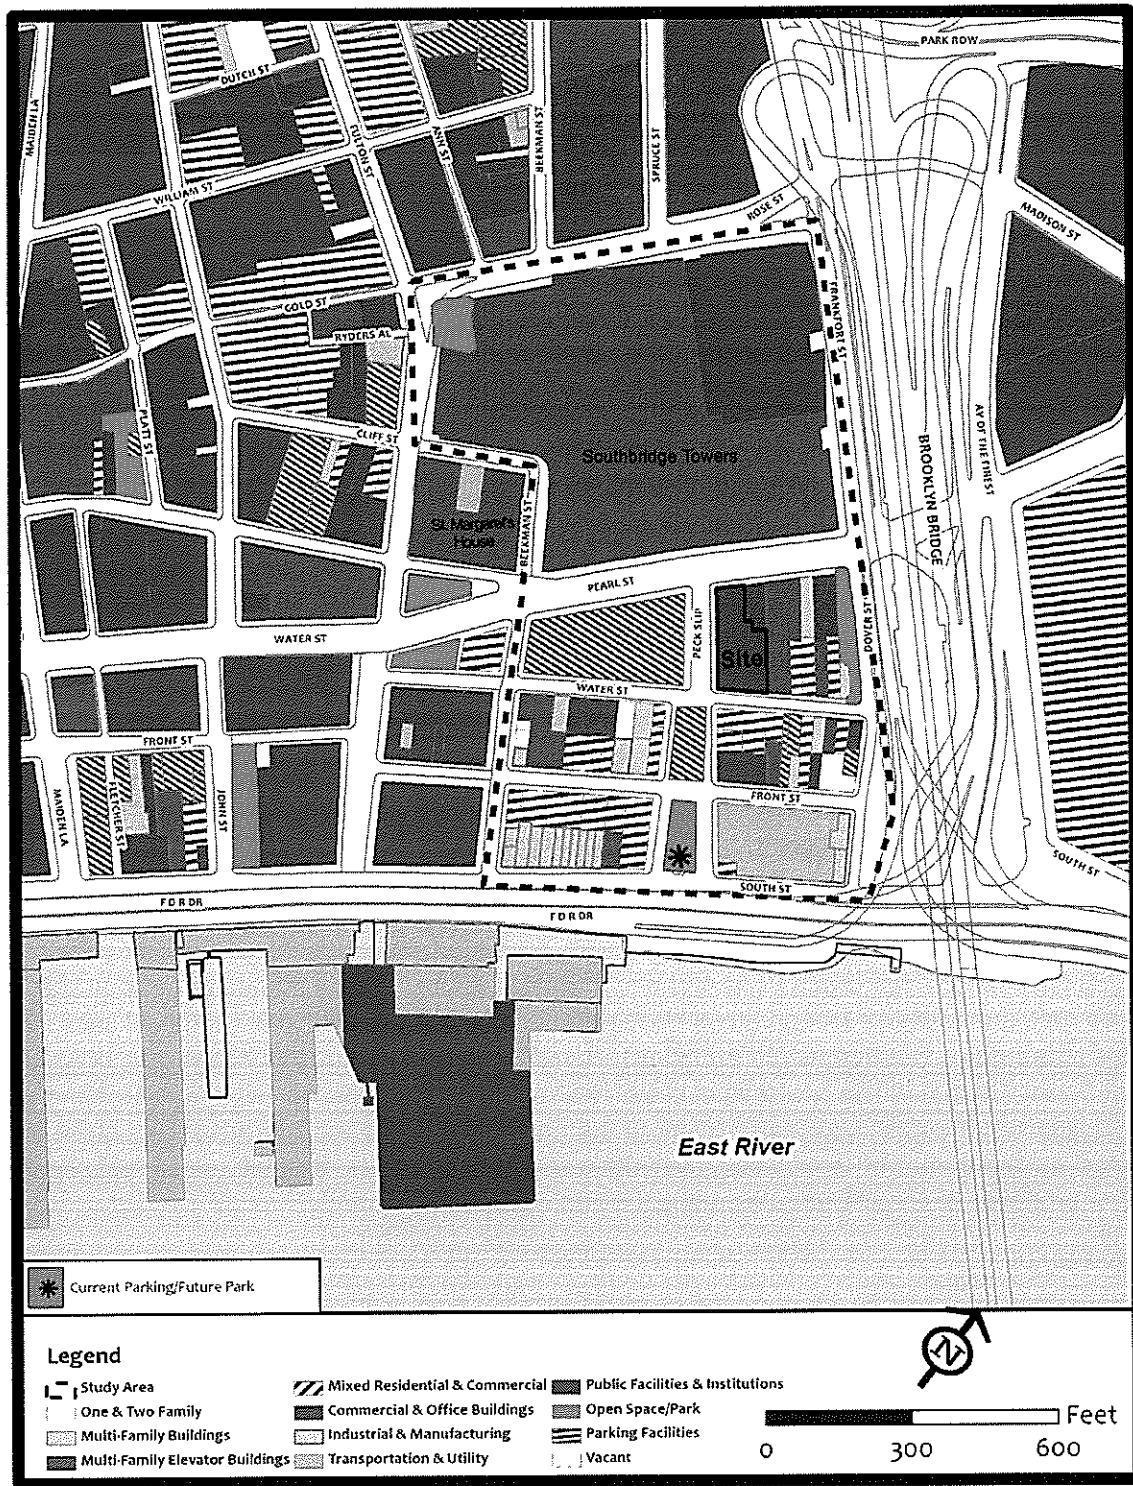 PARK ROW
DUTCH ST
MAIDEN LA
FULTON ST
ANN ST
BEEKMAN ST
SPRUCE ST
WILLIAM ST
ROSE ST
MADISON ST
GOLD ST
RYDERS AL
FRANKFORT ST
PLATT ST
CLIFF ST
AV OF THE FINEST
BROOKLYN BRIDGE
Southbridge Towers
St. Margaret's
House
BEEKMAN ST
PEARL ST
WATER ST
PECK SLIP
DOVER ST
Site
WATER ST
FRONT ST
MAIDEN LA
FLETCHER ST
JOHN ST
FRONT ST
SOUTH ST
SOUTH ST
F D R DR
F D R DR
East River
Current Parking/Future Park
N
Legend
Study Area
One & Two Family
Multi-Family Buildings
Multi-Family Elevator Buildings
Mixed Residential & Commercial
Commercial & Office Buildings
Industrial & Manufacturing
Transportation & Utility
Public Facilities & Institutions
Open Space/Park
Parking Facilities
Vacant
Feet
0 300 600